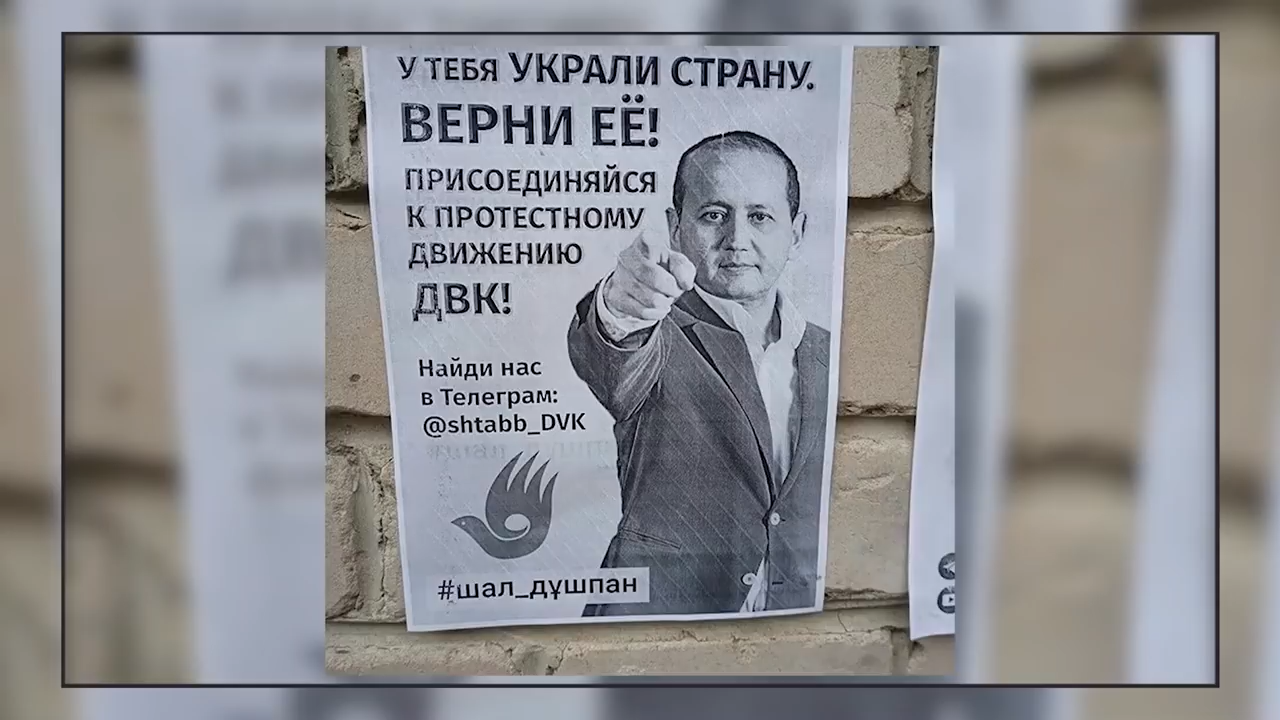 У ТЕБЯ УКРАЛИ СТРАНУ.
ВЕРНИ ЕЁ!
ПРИСОЕДИНЯЙСЯ
К ПРОТЕСТНОМУ
ДВИЖЕНИЮ
ДВК!
Найди нас
в Телеграм:
@shtabb_DVK
#шал_дұшпан